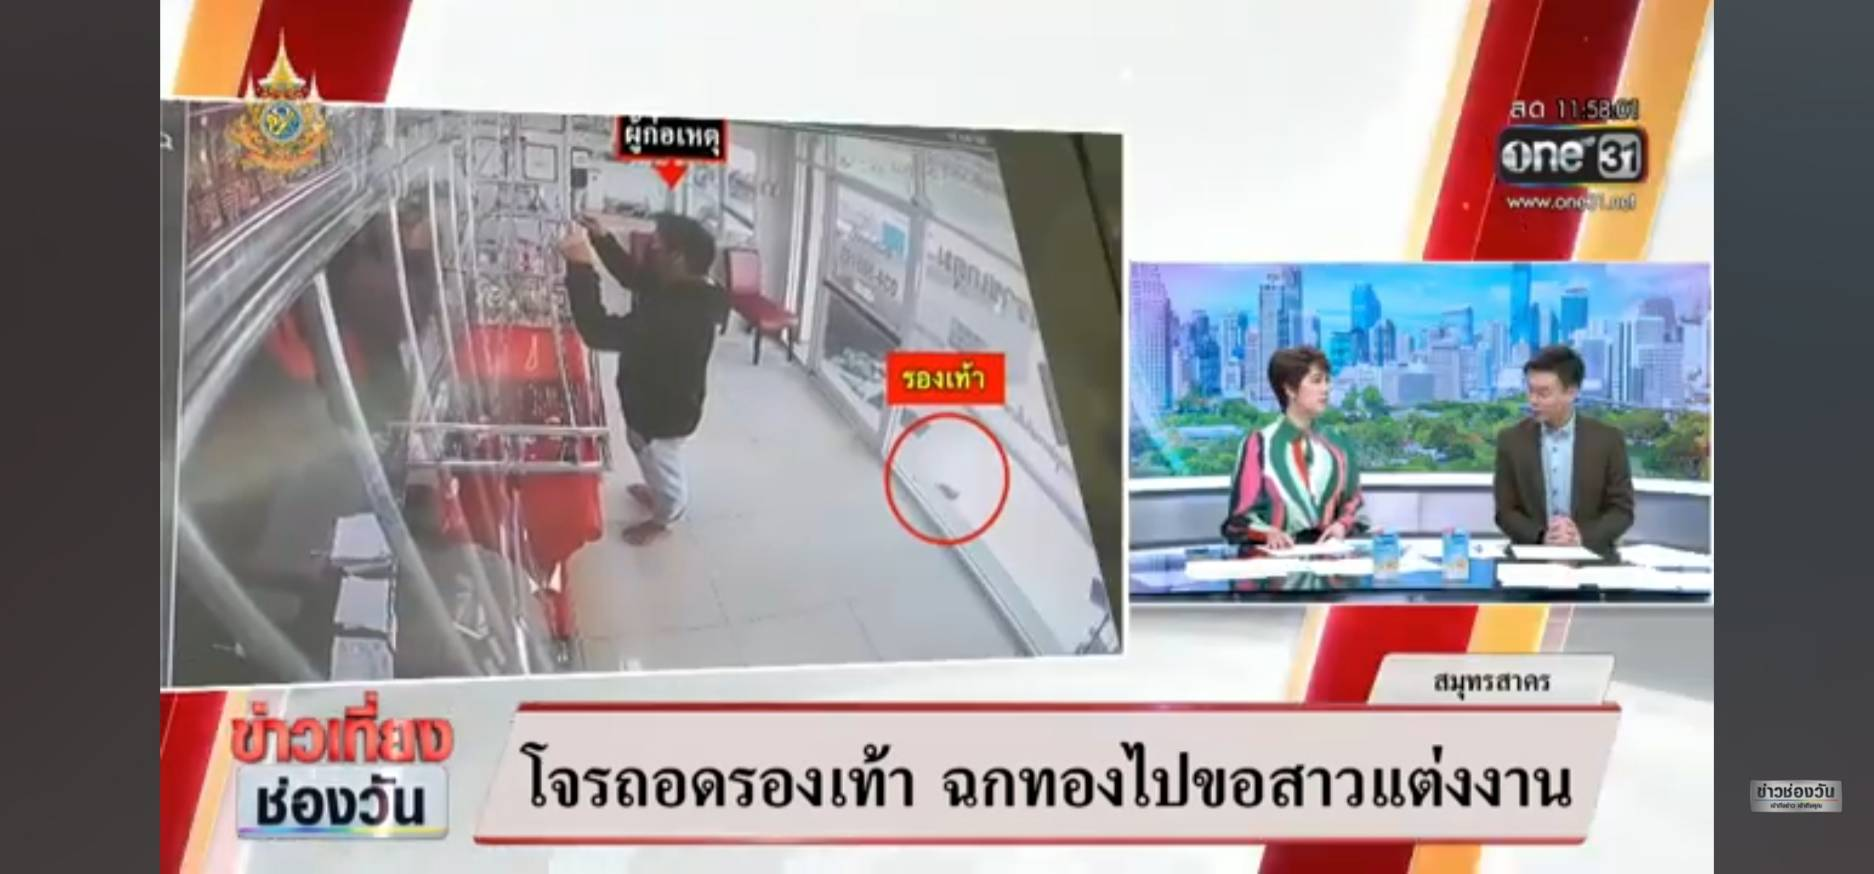 สด 11:58:01
one 31
www.one31.net
ผู้ก่อเหตุ
รองเท้า
สมุทรสาคร
ข่าวเที่ยง
ช่องวัน
โจรถอดรองเท้า ฉกทองไปขอสาวแต่งงาน
ข่าวช่องวัน